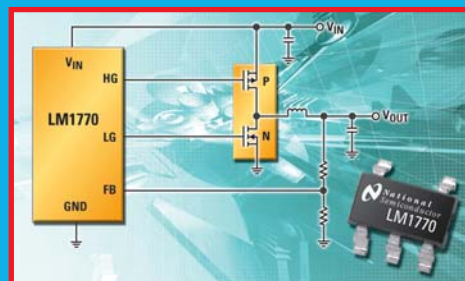 VIN
VIN
HG
P
LM1770
VOUT
LG
N
FB
GND
National
Semiconductor
LM1770